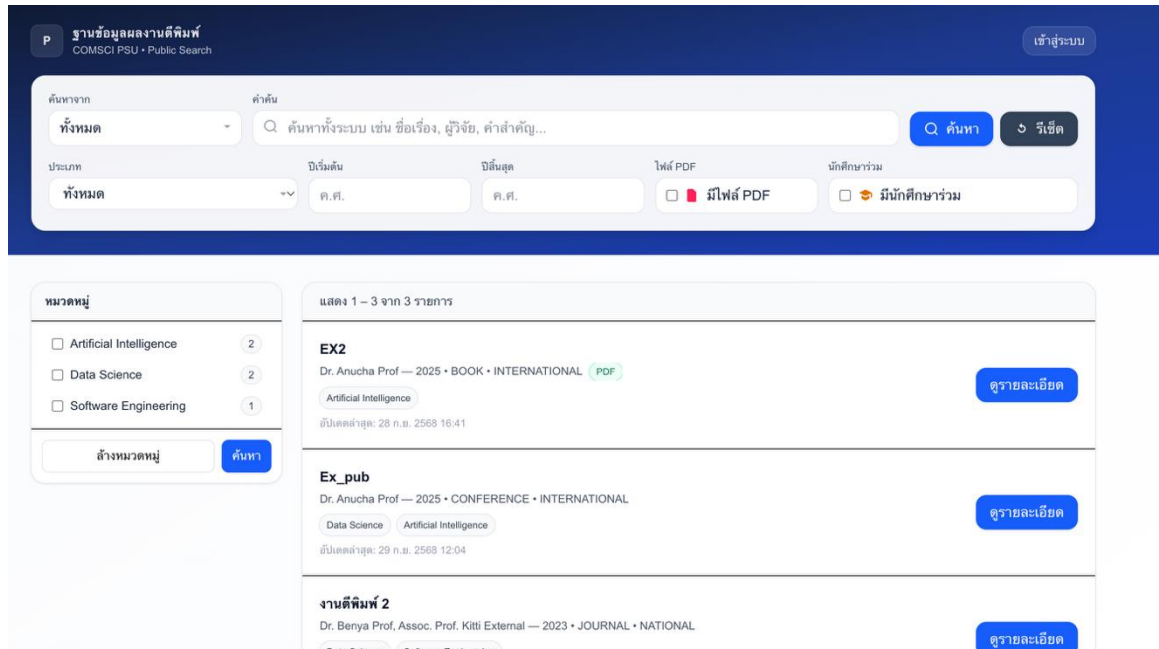 P
ฐานข้อมูลผลงานตีพิมพ์
COMSCI PSU • Public Search
เข้าสู่ระบบ
ค้นหาจาก
คำค้น
ทั้งหมด
ค้นหาทั้งระบบ เช่น ชื่อเรื่อง, ผู้วิจัย, คำสำคัญ...
ค้นหา
รีเซ็ต
ประเภท
ปีเริ่มต้น
ปีสิ้นสุด
ไฟล์ PDF
นักศึกษาร่วม
ทั้งหมด
ค.ศ.
ค.ศ.
มีไฟล์ PDF
มีนักศึกษาร่วม
หมวดหมู่
Artificial Intelligence 2
Data Science 2
Software Engineering 1
ล้างหมวดหมู่
ค้นหา
แสดง 1 – 3 จาก 3 รายการ
EX2
Dr. Anucha Prof — 2025 • BOOK • INTERNATIONAL PDF
Artificial Intelligence
อัปเดตล่าสุด: 28 ก.ย. 2568 16:41
ดูรายละเอียด
Ex_pub
Dr. Anucha Prof — 2025 • CONFERENCE • INTERNATIONAL
Data Science Artificial Intelligence
อัปเดตล่าสุด: 29 ก.ย. 2568 12:04
ดูรายละเอียด
งานตีพิมพ์ 2
Dr. Benya Prof, Assoc. Prof. Kitti External — 2023 • JOURNAL • NATIONAL
ดูรายละเอียด